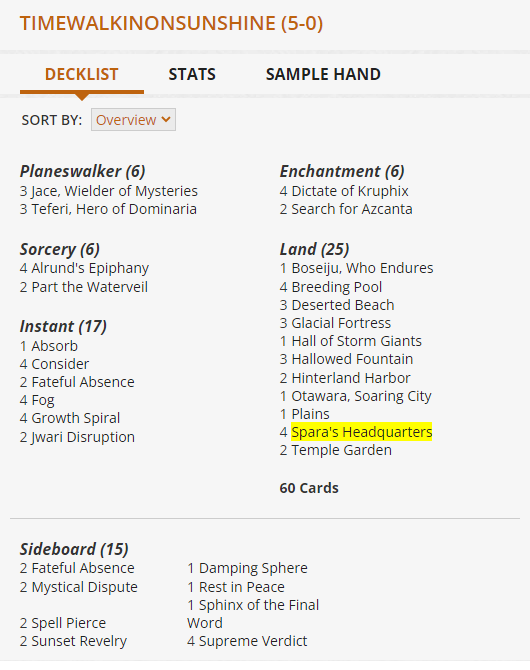 TIMEWALKINONSUNSHINE (5-0)
DECKLIST STATS SAMPLE HAND
SORT BY: Overview
Planeswalker (6)
3 Jace, Wielder of Mysteries
3 Teferi, Hero of Dominaria
Sorcery (6)
4 Alrund's Epiphany
2 Part the Waterveil
Instant (17)
1 Absorb
4 Consider
2 Fateful Absence
4 Fog
4 Growth Spiral
2 Jwari Disruption
Enchantment (6)
4 Dictate of Kruphix
2 Search for Azcanta
Land (25)
1 Boseiju, Who Endures
4 Breeding Pool
3 Deserted Beach
3 Glacial Fortress
1 Hall of Storm Giants
3 Hallowed Fountain
2 Hinterland Harbor
1 Otawara, Soaring City
1 Plains
4 Spara's Headquarters
2 Temple Garden
60 Cards
Sideboard (15)
2 Fateful Absence
2 Mystical Dispute
2 Spell Pierce
2 Sunset Revelry
1 Damping Sphere
1 Rest in Peace
1 Sphinx of the Final
Word
4 Supreme Verdict